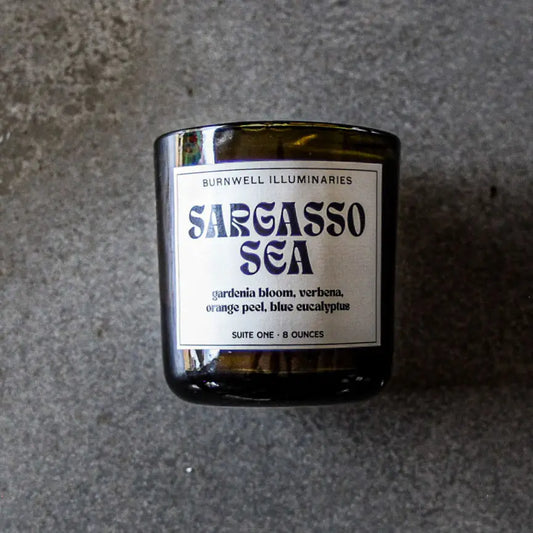 BURNWELL ILLUMINARIES
SARGASSO
SEA
gardenia bloom, verbena,
orange peel, blue eucalyptus
SUITE ONE · 8 OUNCES